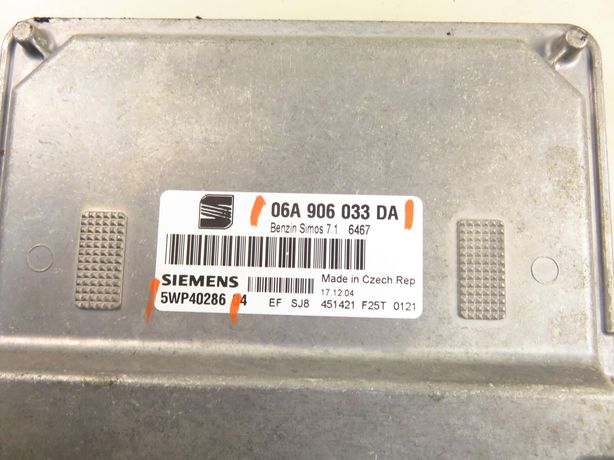 06A 906 033 DA
Benzin Simos 7.1 6467
SIEMENS
Made in Czech Rep
17.12.04
5WP40286 04 EF SJ8 451421 F25T 0121